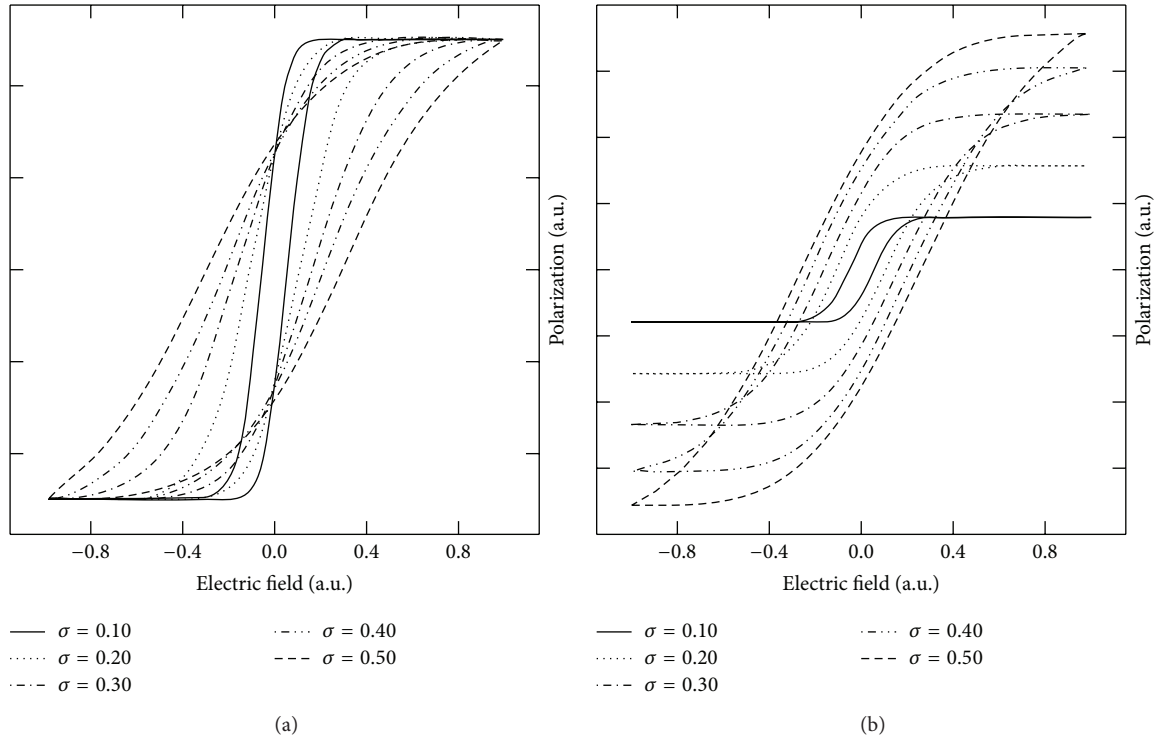 Polarization (a.u.)
−0.8 −0.4 0.0 0.4 0.8
Electric field (a.u.)
σ = 0.10
σ = 0.20
σ = 0.30
σ = 0.40
σ = 0.50
(a)
Polarization (a.u.)
−0.8 −0.4 0.0 0.4 0.8
Electric field (a.u.)
σ = 0.10
σ = 0.20
σ = 0.30
σ = 0.40
σ = 0.50
(b)